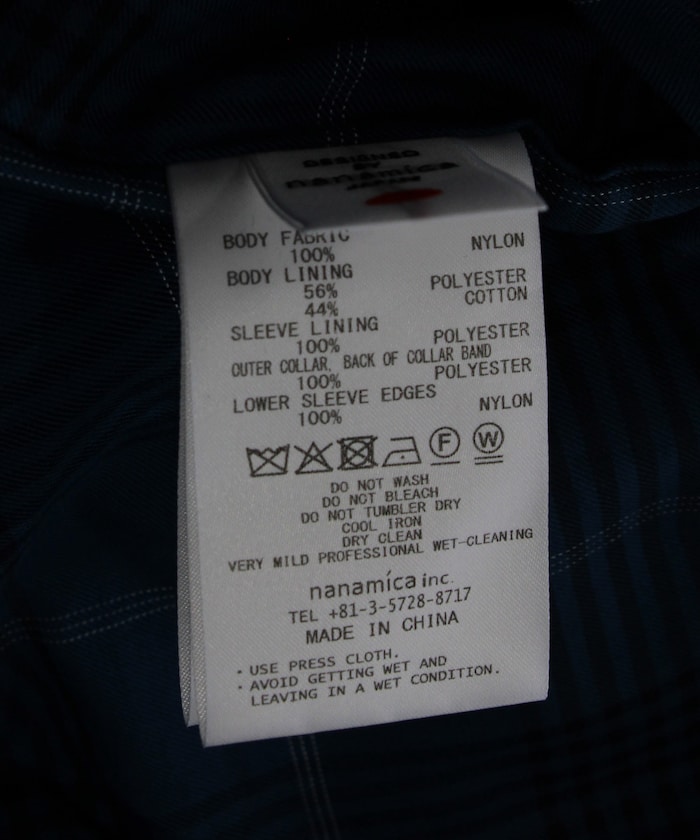 DESIGNED
BY
nanamica
BODY FABRIC NYLON
100%
BODY LINING
56% POLYESTER
44% COTTON
SLEEVE LINING
100% POLYESTER
OUTER COLLAR, BACK OF COLLAR BAND
100% POLYESTER
LOWER SLEEVE EDGES
100% NYLON
F W
DO NOT WASH
DO NOT BLEACH
DO NOT TUMBLER DRY
COOL IRON
DRY CLEAN
VERY MILD PROFESSIONAL WET-CLEANING
nanamica inc.
TEL +81-3-5728-8717
MADE IN CHINA
・USE PRESS CLOTH.
・AVOID GETTING WET AND
LEAVING IN A WET CONDITION.